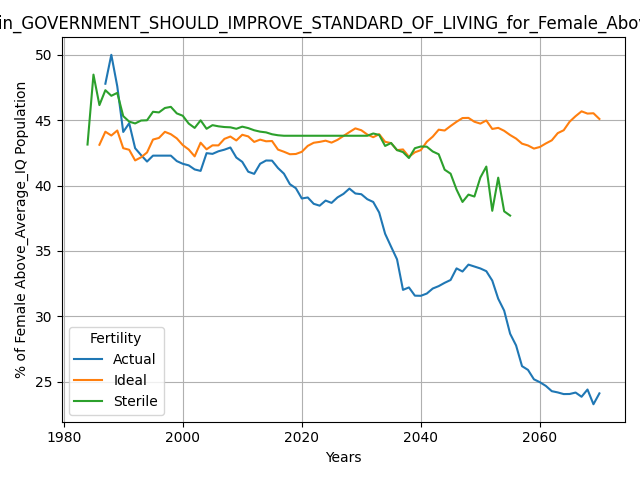 in_GOVERNMENT_SHOULD_IMPROVE_STANDARD_OF_LIVING_for_Female_Abov
% of Female Above_Average_IQ Population
50
45
40
35
30
25
Fertility
Actual
Ideal
Sterile
1980
2000
2020
2040
2060
Years